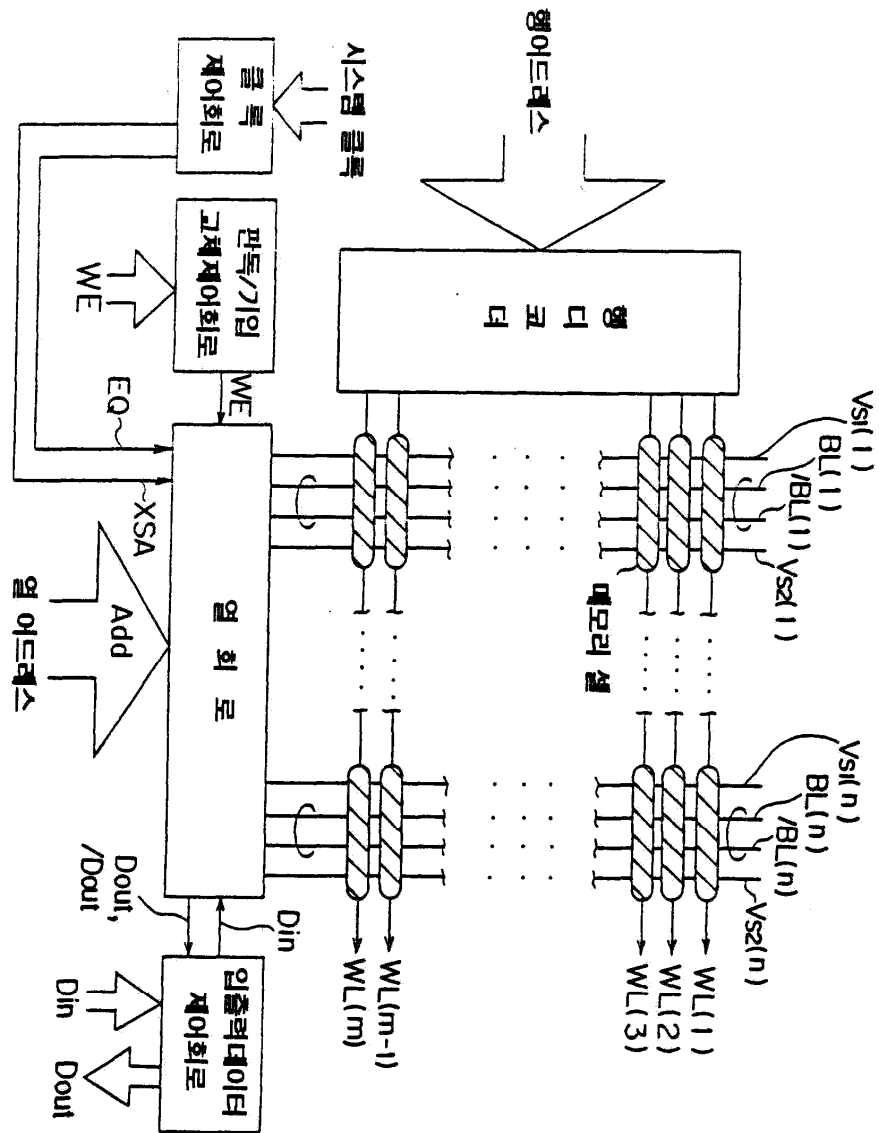 Vs1(1)
BL(1)
/BL(1)
Vs2(1)
Vs1(n)
BL(n)
/BL(n)
Vs2(n)
WL(1)
WL(2)
WL(3)
메모리 셀
행어드레스
행 디 코 더
WL(m-1)
WL(m)
시스템 클록
클 록
제어회로
판독/기입
교체제어회로
WE
WE
EQ
XSA
열 회 로
Add
열 어드레스
Din
Dout,
/Dout
입출력데이터
제어회로
Din
Dout